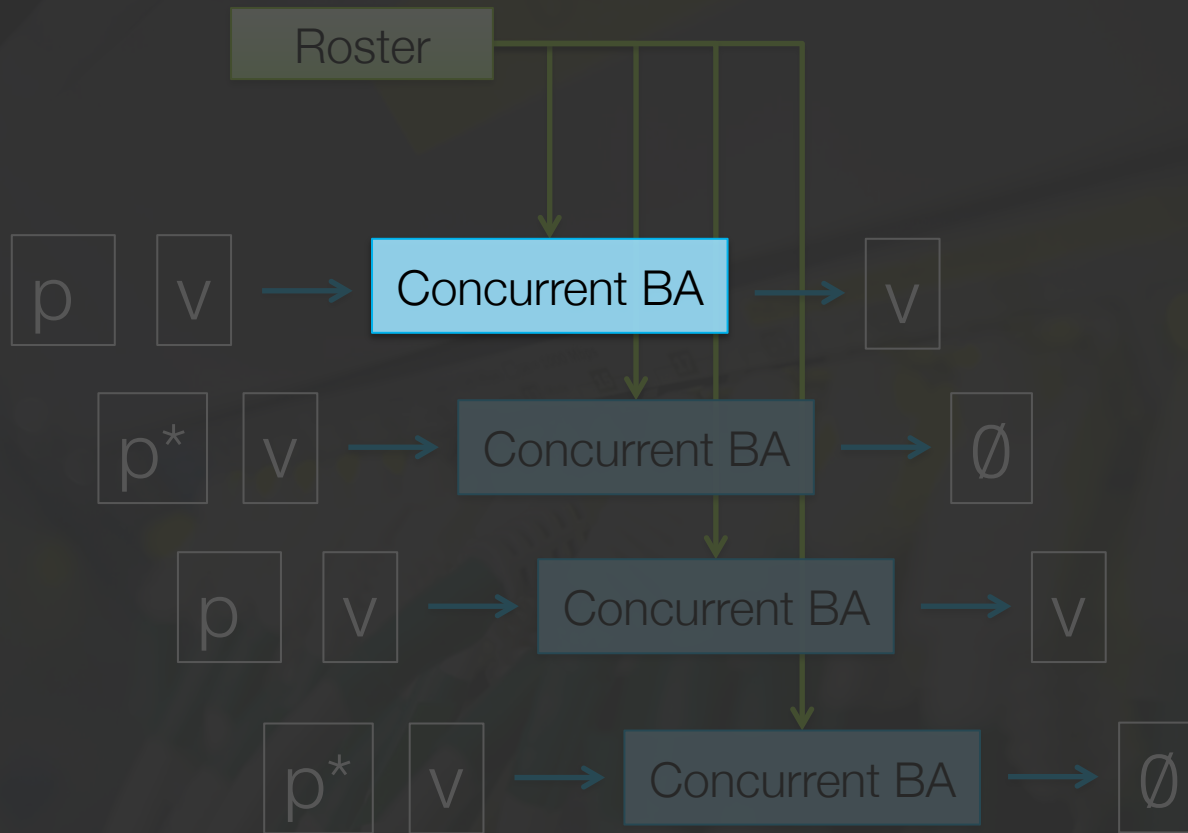 Roster
p v Concurrent BA v
p* v Concurrent BA Ø
p v Concurrent BA v
p* v Concurrent BA Ø